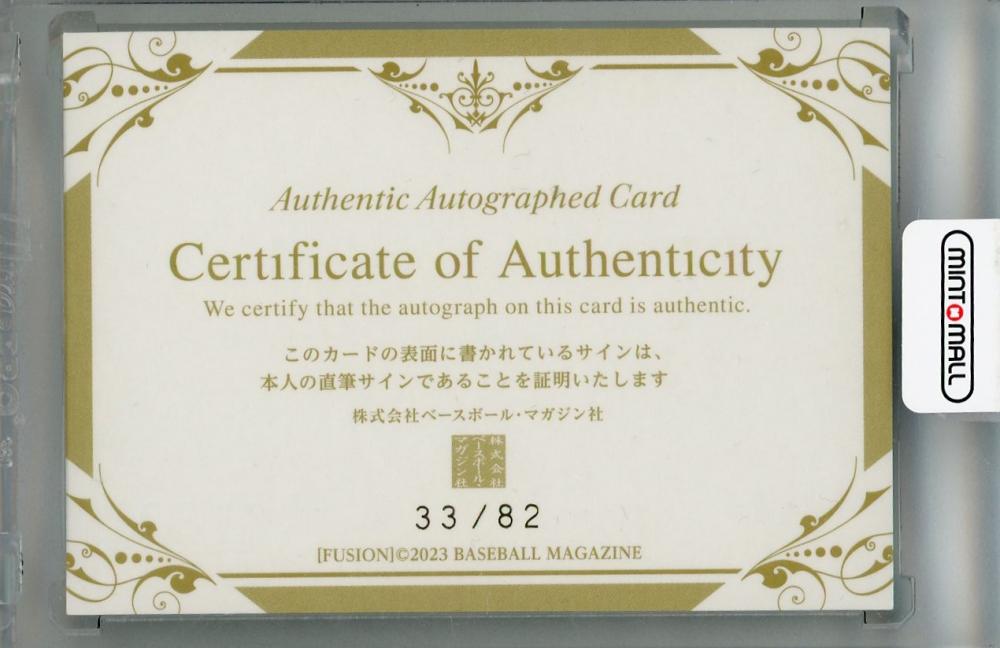 Authentic Autographed Card
Certificate of Authenticity
We certify that the autograph on this card is authentic.
このカードの表面に書かれているサインは、
本人の直筆サインであることを証明いたします
株式会社ベースボール・マガジン社
株式会社
ベースボール・
マガジン社
33/82
[FUSION]©2023 BASEBALL MAGAZINE
MINT MALL